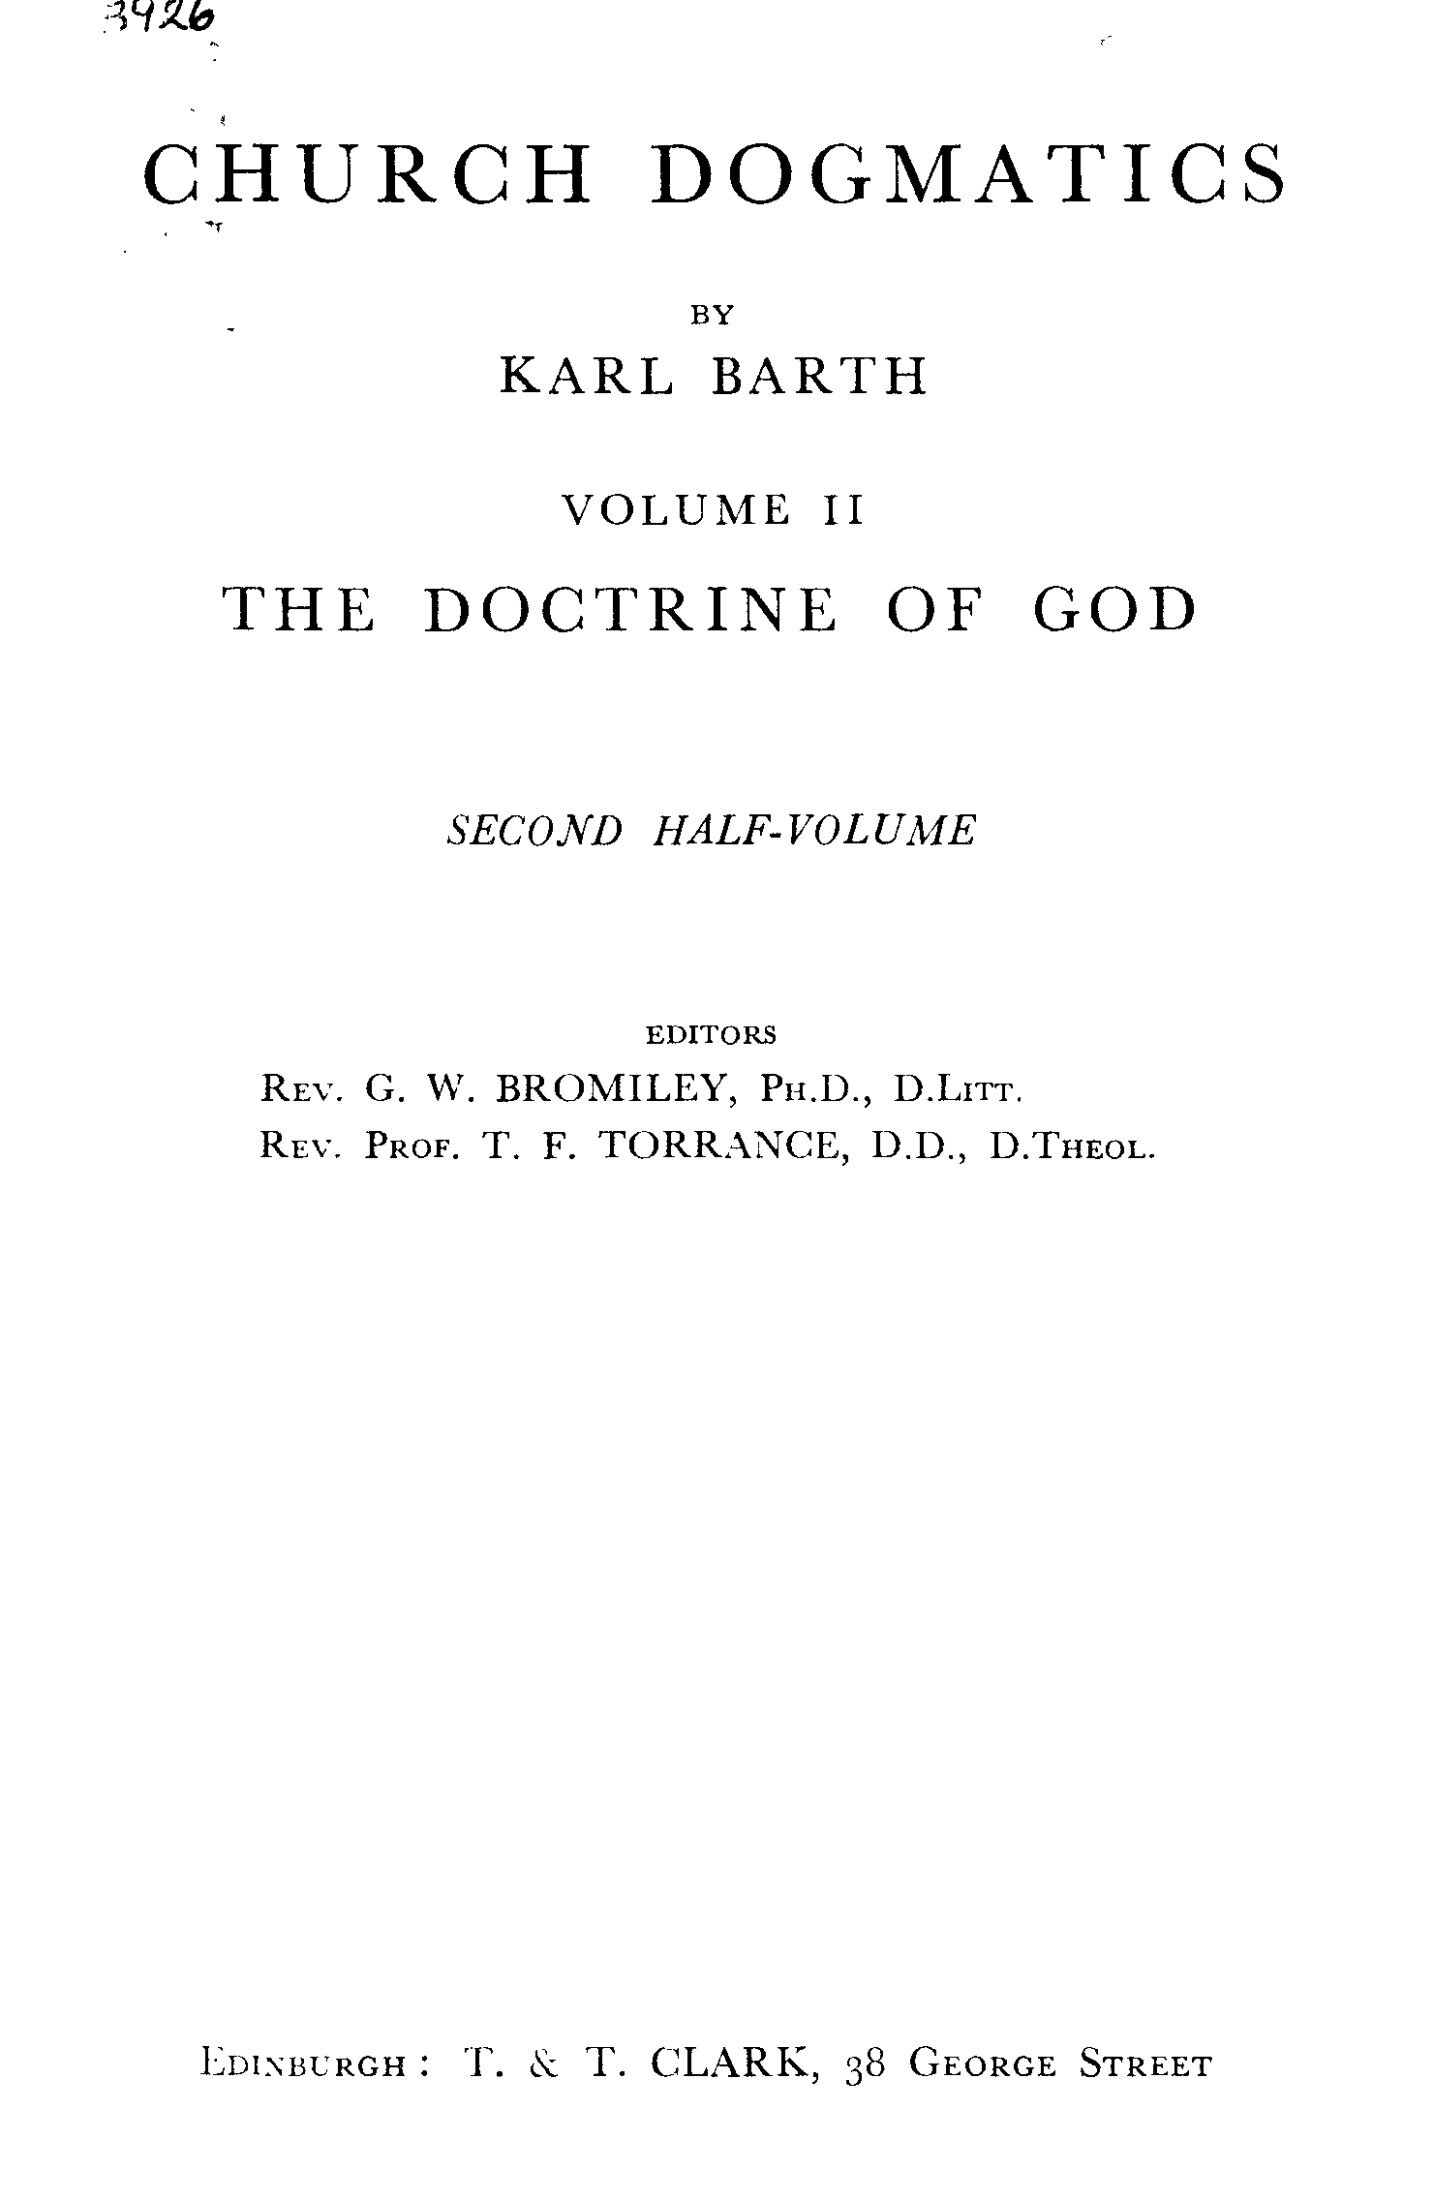 3926
CHURCH DOGMATICS
BY
KARL BARTH
VOLUME II
THE DOCTRINE OF GOD
SECOND HALF-VOLUME
EDITORS
REV. G. W. BROMILEY, PH.D., D.LITT.
REV. PROF. T. F. TORRANCE, D.D., D.THEOL.
EDINBURGH : T. & T. CLARK, 38 GEORGE STREET